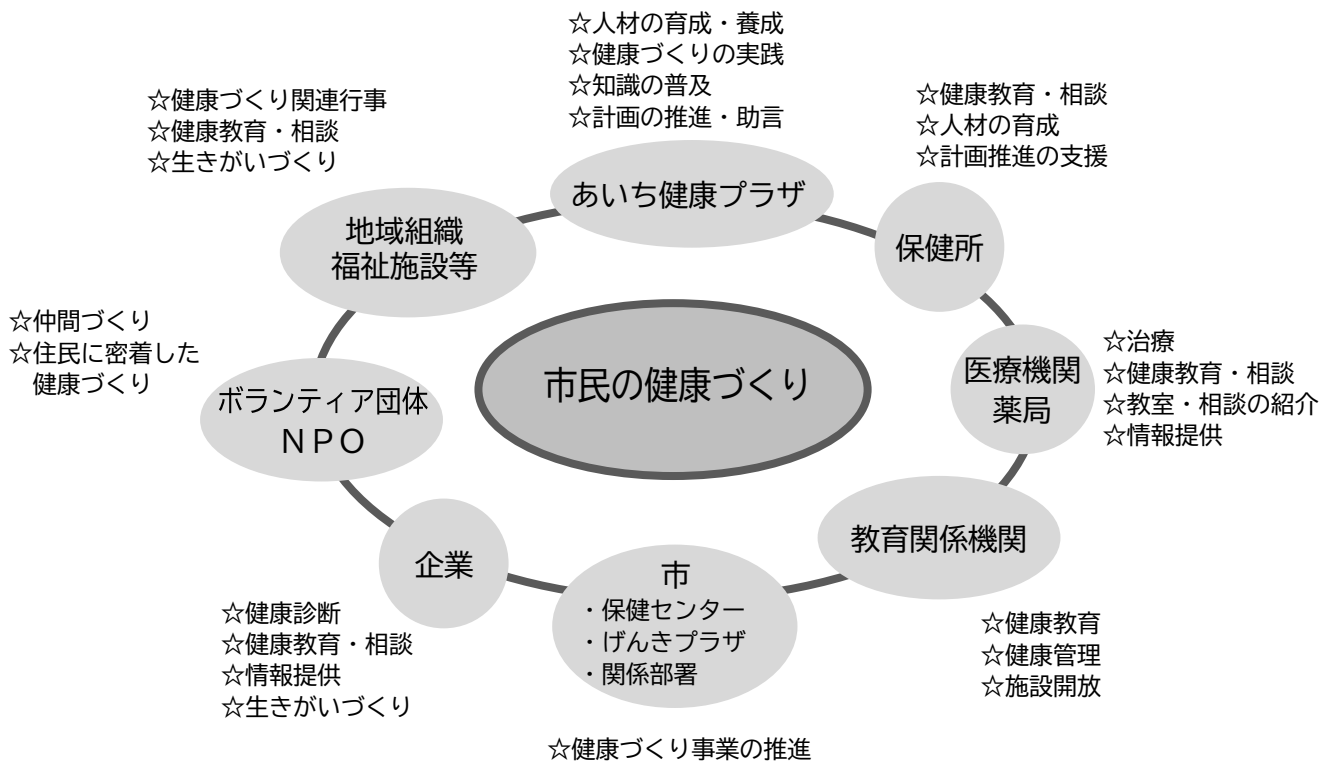 ☆人材の育成・養成
☆健康づくりの実践
☆知識の普及
☆計画の推進・助言
あいち健康プラザ
☆健康教育・相談
☆人材の育成
☆計画推進の支援
保健所
☆治療
☆健康教育・相談
☆教室・相談の紹介
☆情報提供
医療機関
薬局
教育関係機関
☆健康教育
☆健康管理
☆施設開放
市
・保健センター
・げんきプラザ
・関係部署
☆健康づくり事業の推進
企業
☆健康診断
☆健康教育・相談
☆情報提供
☆生きがいづくり
☆仲間づくり
☆住民に密着した
健康づくり
ボランティア団体
ＮＰＯ
☆健康づくり関連行事
☆健康教育・相談
☆生きがいづくり
地域組織
福祉施設等
市民の健康づくり